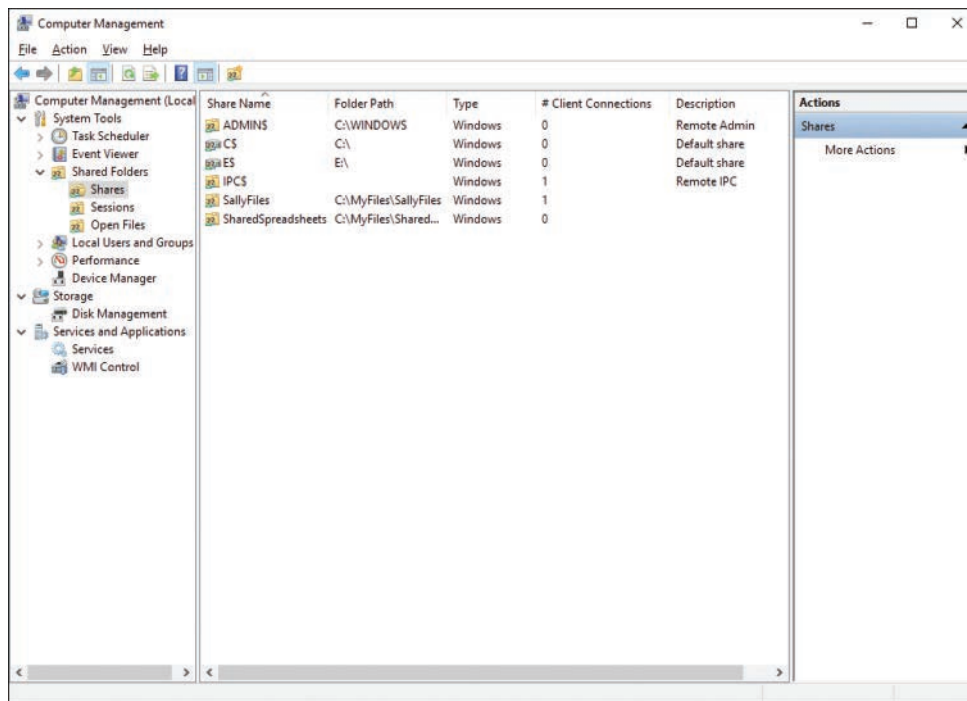 Computer Management
File Action View Help
Computer Management (Local
System Tools
Task Scheduler
Event Viewer
Shared Folders
Shares
Sessions
Open Files
Local Users and Groups
Performance
Device Manager
Storage
Disk Management
Services and Applications
Services
WMI Control
Share Name Folder Path Type # Client Connections Description
ADMIN$ C:\WINDOWS Windows 0 Remote Admin
C$ C:\ Windows 0 Default share
E$ E:\ Windows 0 Default share
IPC$ Windows 1 Remote IPC
SallyFiles C:\MyFiles\SallyFiles Windows 1
SharedSpreadsheets C:\MyFiles\Shared... Windows 0
Actions
Shares
More Actions